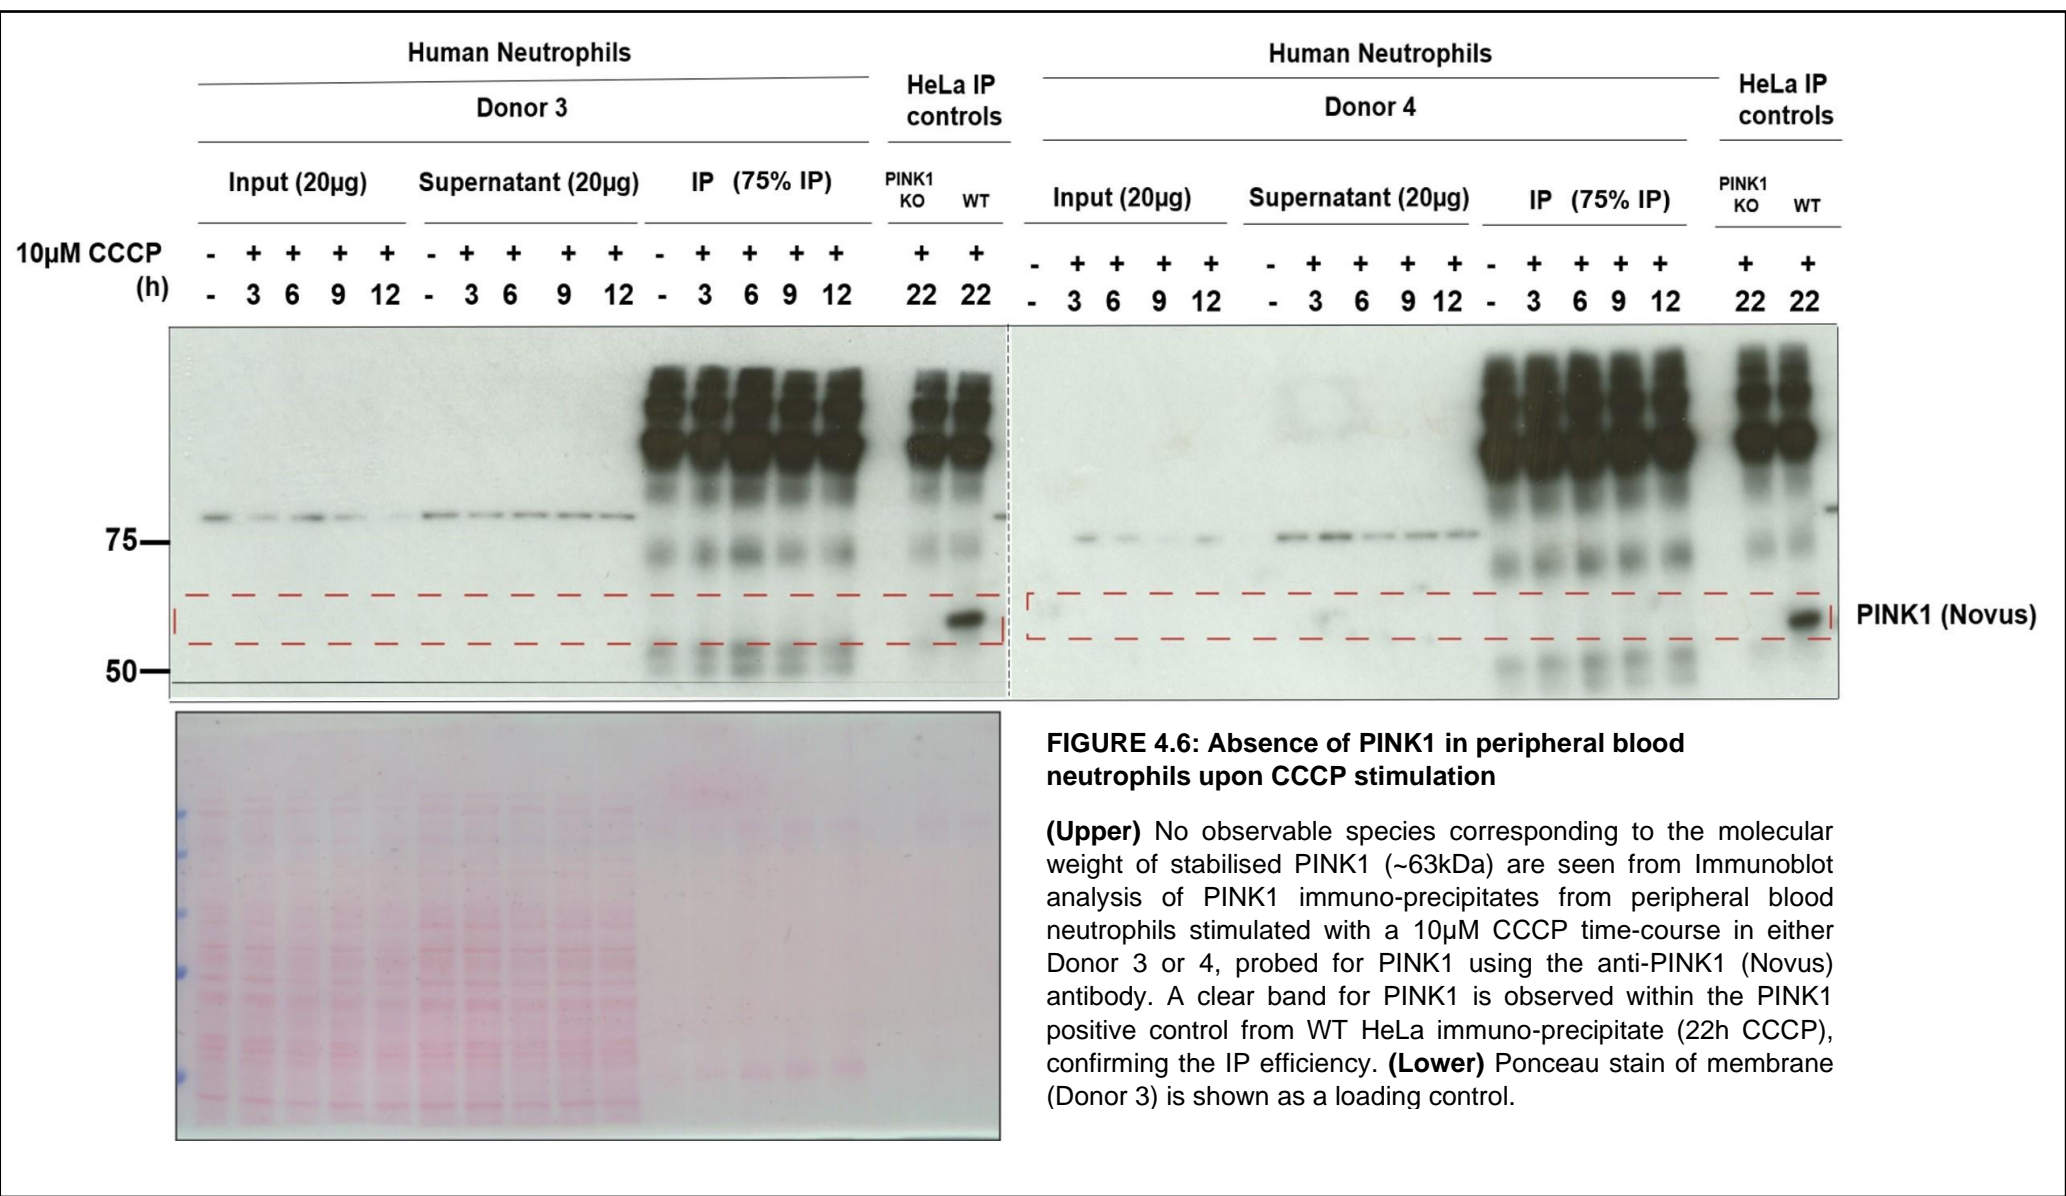 Human Neutrophils
Donor 3
HeLa IP
controls
Input (20µg) Supernatant (20µg) IP (75% IP) PINK1
KO WT
10µM CCCP - + + + + - + + + + - + + + + + +
(h) - 3 6 9 12 - 3 6 9 12 - 3 6 9 12 22 22
Human Neutrophils
Donor 4
HeLa IP
controls
Input (20µg) Supernatant (20µg) IP (75% IP) PINK1
KO WT
- + + + + - + + + + - + + + + + +
- 3 6 9 12 - 3 6 9 12 - 3 6 9 12 22 22
75
50
PINK1 (Novus)
FIGURE 4.6: Absence of PINK1 in peripheral blood
neutrophils upon CCCP stimulation
(Upper) No observable species corresponding to the molecular
weight of stabilised PINK1 (~63kDa) are seen from Immunoblot
analysis of PINK1 immuno-precipitates from peripheral blood
neutrophils stimulated with a 10µM CCCP time-course in either
Donor 3 or 4, probed for PINK1 using the anti-PINK1 (Novus)
antibody. A clear band for PINK1 is observed within the PINK1
positive control from WT HeLa immuno-precipitate (22h CCCP),
confirming the IP efficiency. (Lower) Ponceau stain of membrane
(Donor 3) is shown as a loading control.